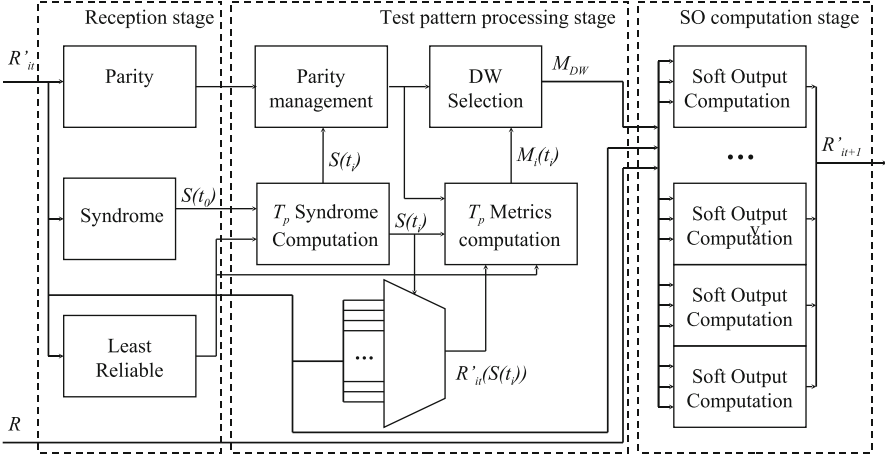 Reception stage
Test pattern processing stage
SO computation stage
R'it
Parity
Parity
management
DW
Selection
MDW
Soft Output
Computation
S(ti)
Mi(ti)
...
R'it+1
Syndrome
S(t0)
Tp Syndrome
Computation
S(ti)
Tp Metrics
computation
Soft Output
Computation
v
Soft Output
Computation
Least
Reliable
...
R'it(S(ti))
Soft Output
Computation
R